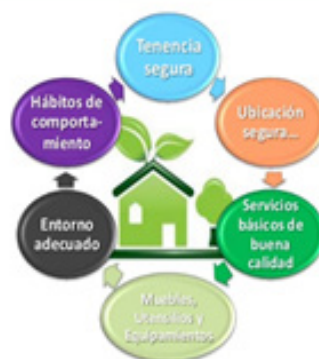 Tenencia
segura
Ubicación
segura...
Servicios
básicos de
buena
calidad
Muebles,
Utensilios y
Equipamientos
Entorno
adecuado
Hábitos de
comporta-
miento